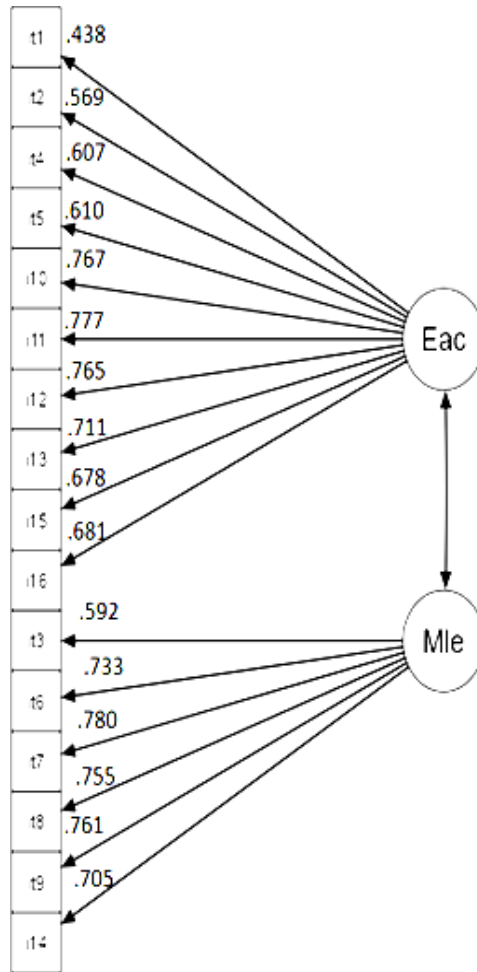 t1 .438
t2 .569
t4 .607
t5 .610
t10 .767
t11 .777
Eac
t12 .765
t13 .711
t15 .678
t16 .681
t3 .592
Mle
t6 .733
t7 .780
t8 .755
t9 .761
t14 .705